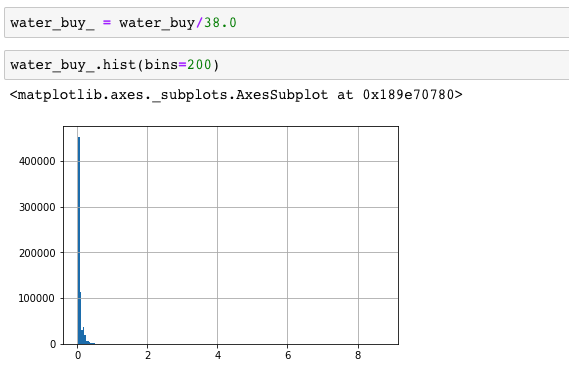 water_buy_ = water_buy/38.0
water_buy_.hist(bins=200)
<matplotlib.axes._subplots.AxesSubplot at 0x189e70780>
400000
300000
200000
100000
0
0 2 4 6 8